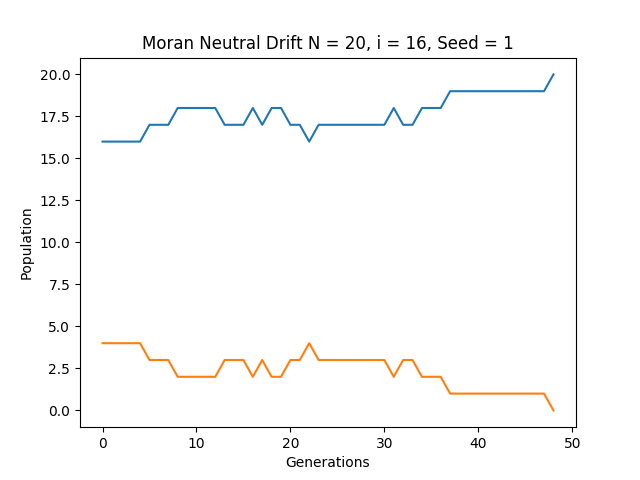 Moran Neutral Drift N = 20, i = 16, Seed = 1
20.0
17.5
15.0
12.5
10.0
7.5
5.0
2.5
0.0
Population
0 10 20 30 40 50
Generations